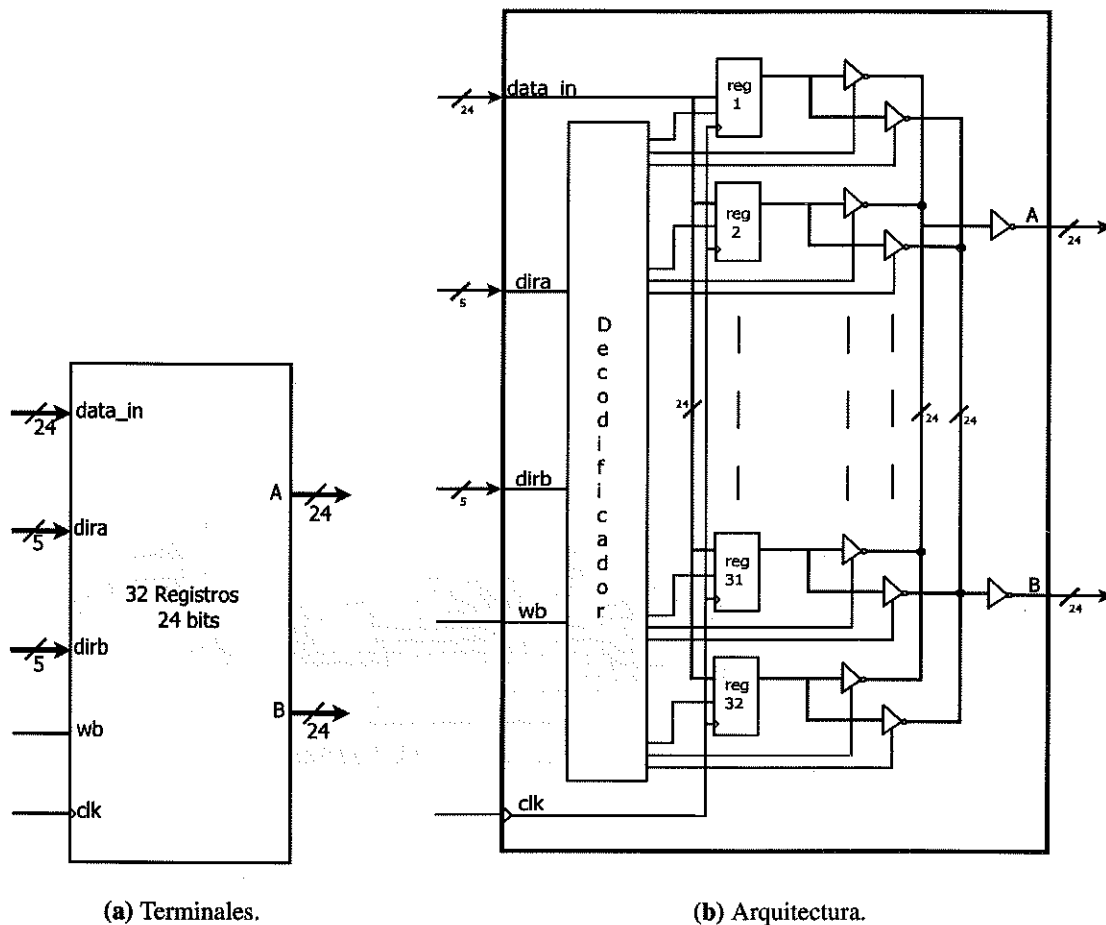 data_in
24
dira
5
32 Registros
24 bits
dirb
5
wb
clk
A
24
B
24
(a) Terminales.
data_in
24
dira
5
dirb
5
wb
clk
Decodificador
reg
1
reg
2
24
24
24
reg
31
reg
32
A
24
B
24
(b) Arquitectura.